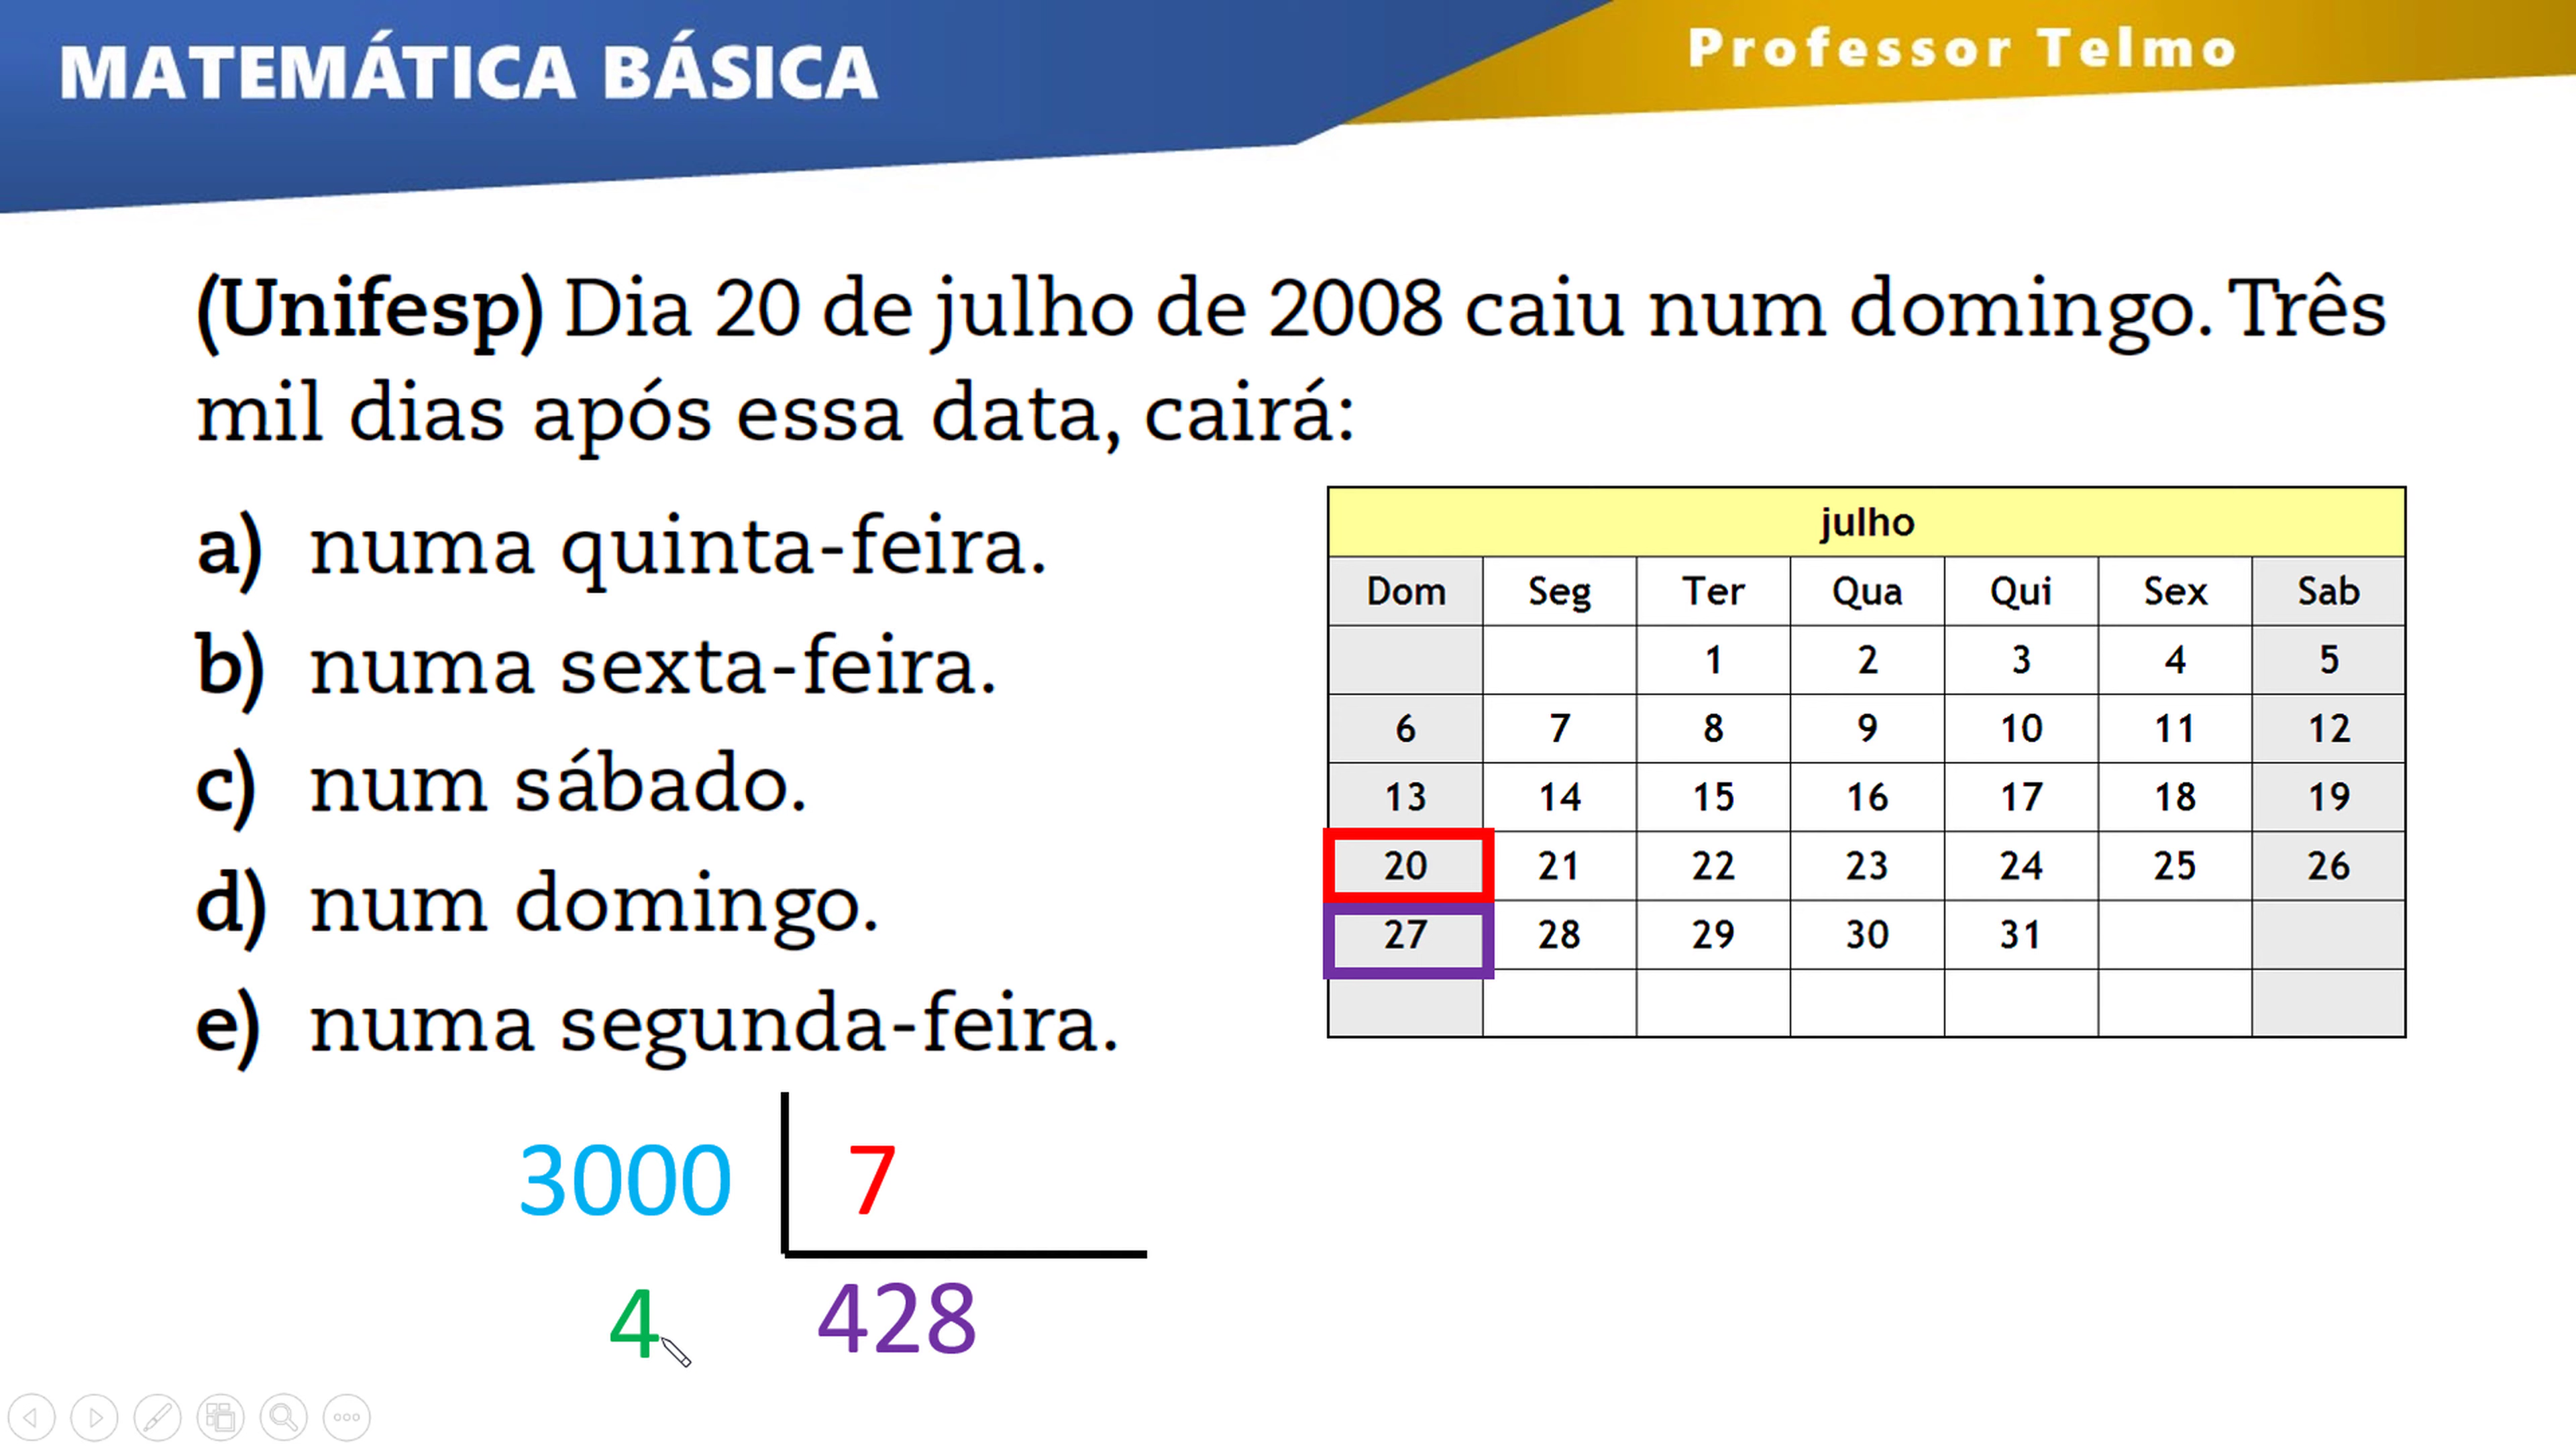 MATEMÁTICA BÁSICA
Professor Telmo
(Unifesp) Dia 20 de julho de 2008 caiu num domingo. Três
mil dias após essa data, cairá:
a) numa quinta-feira.
b) numa sexta-feira.
c) num sábado.
d) num domingo.
e) numa segunda-feira.
julho
Dom Seg Ter Qua Qui Sex Sab
1 2 3 4 5
6 7 8 9 10 11 12
13 14 15 16 17 18 19
20 21 22 23 24 25 26
27 28 29 30 31
3000 7
4 428